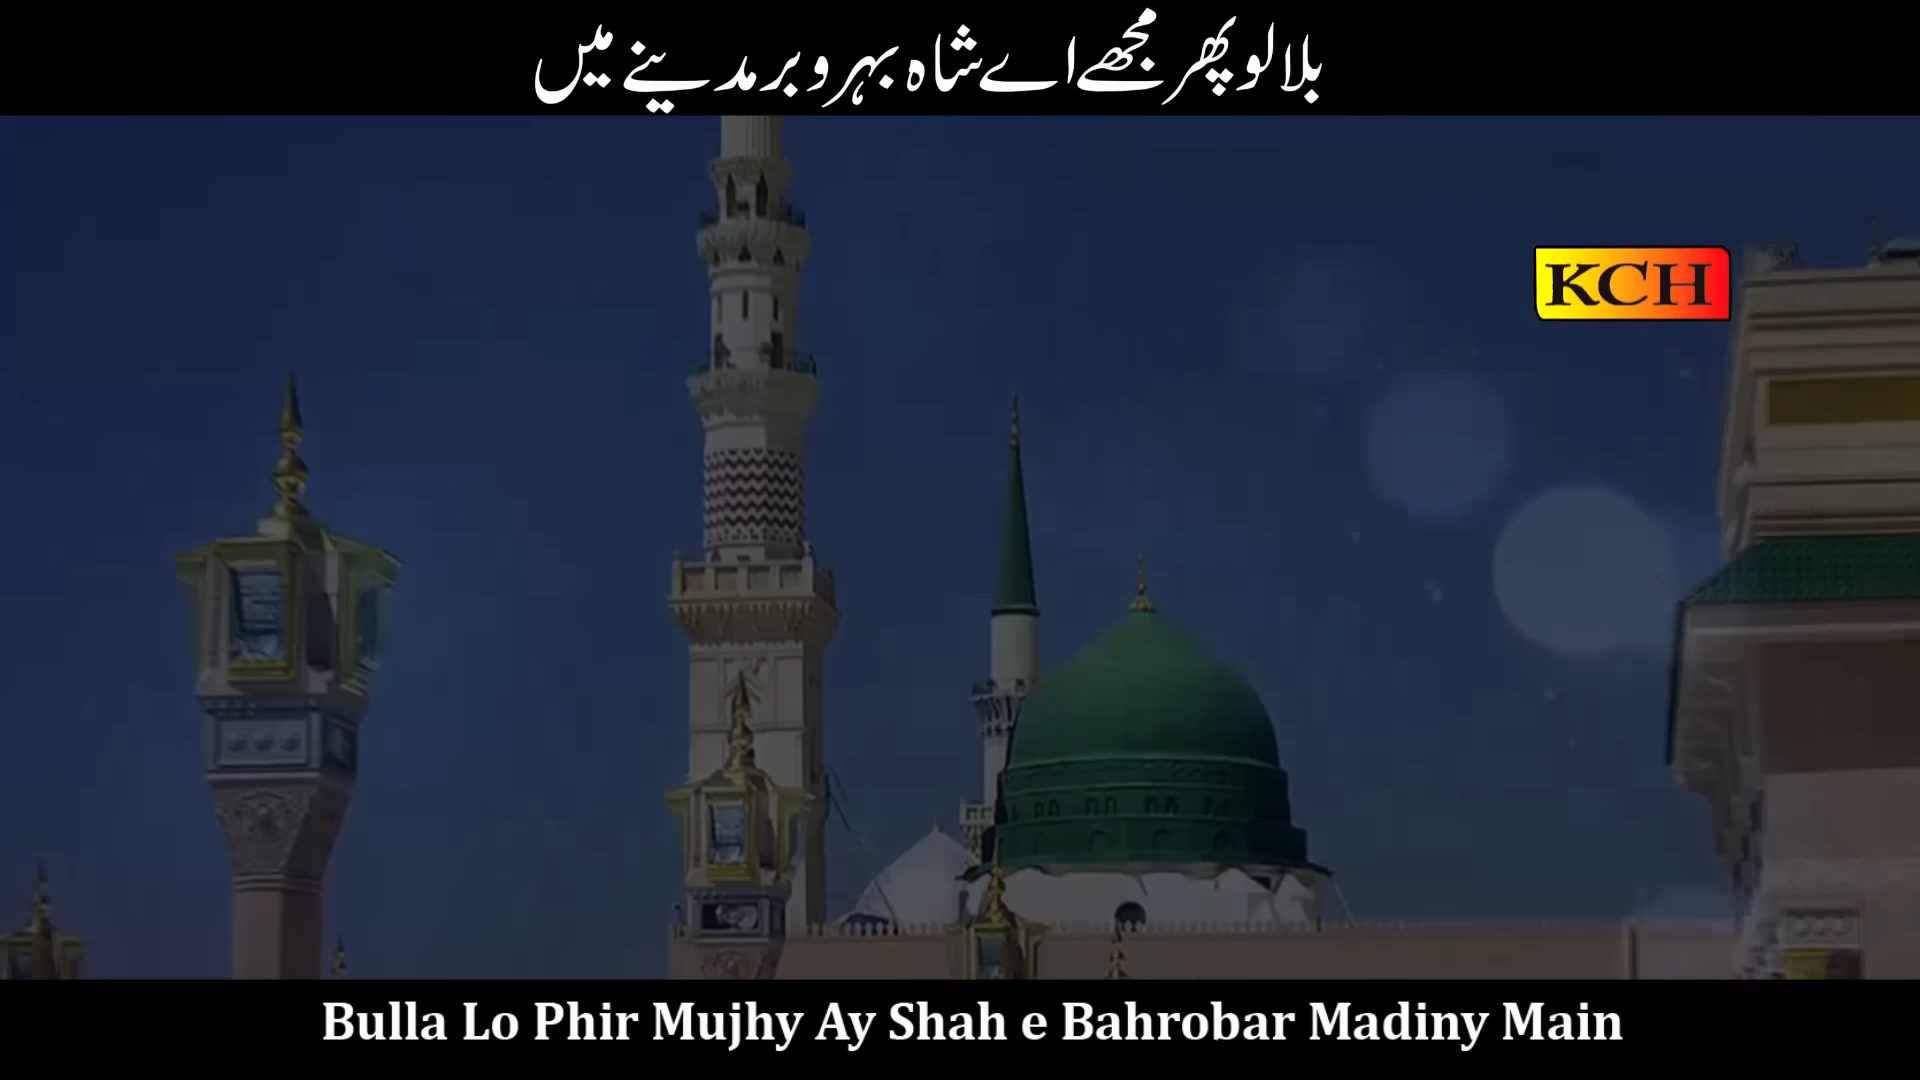 بلا لو پھر مجھے اے شاہ بہرو بر مدینے میں
KCH
Bulla Lo Phir Mujhy Ay Shah e Bahrobar Madiny Main